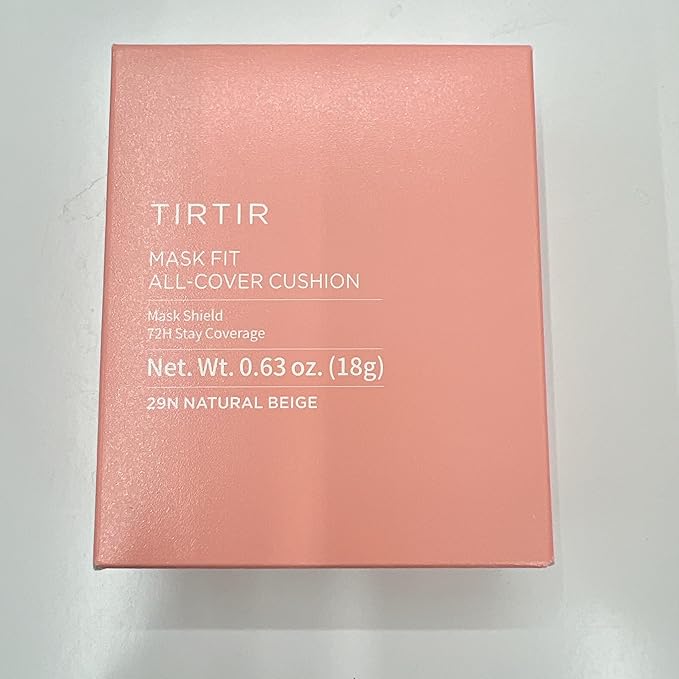 TIRTIR
MASK FIT
ALL-COVER CUSHION
Mask Shield
72H Stay Coverage
Net. Wt. 0.63 oz. (18g)
29N NATURAL BEIGE